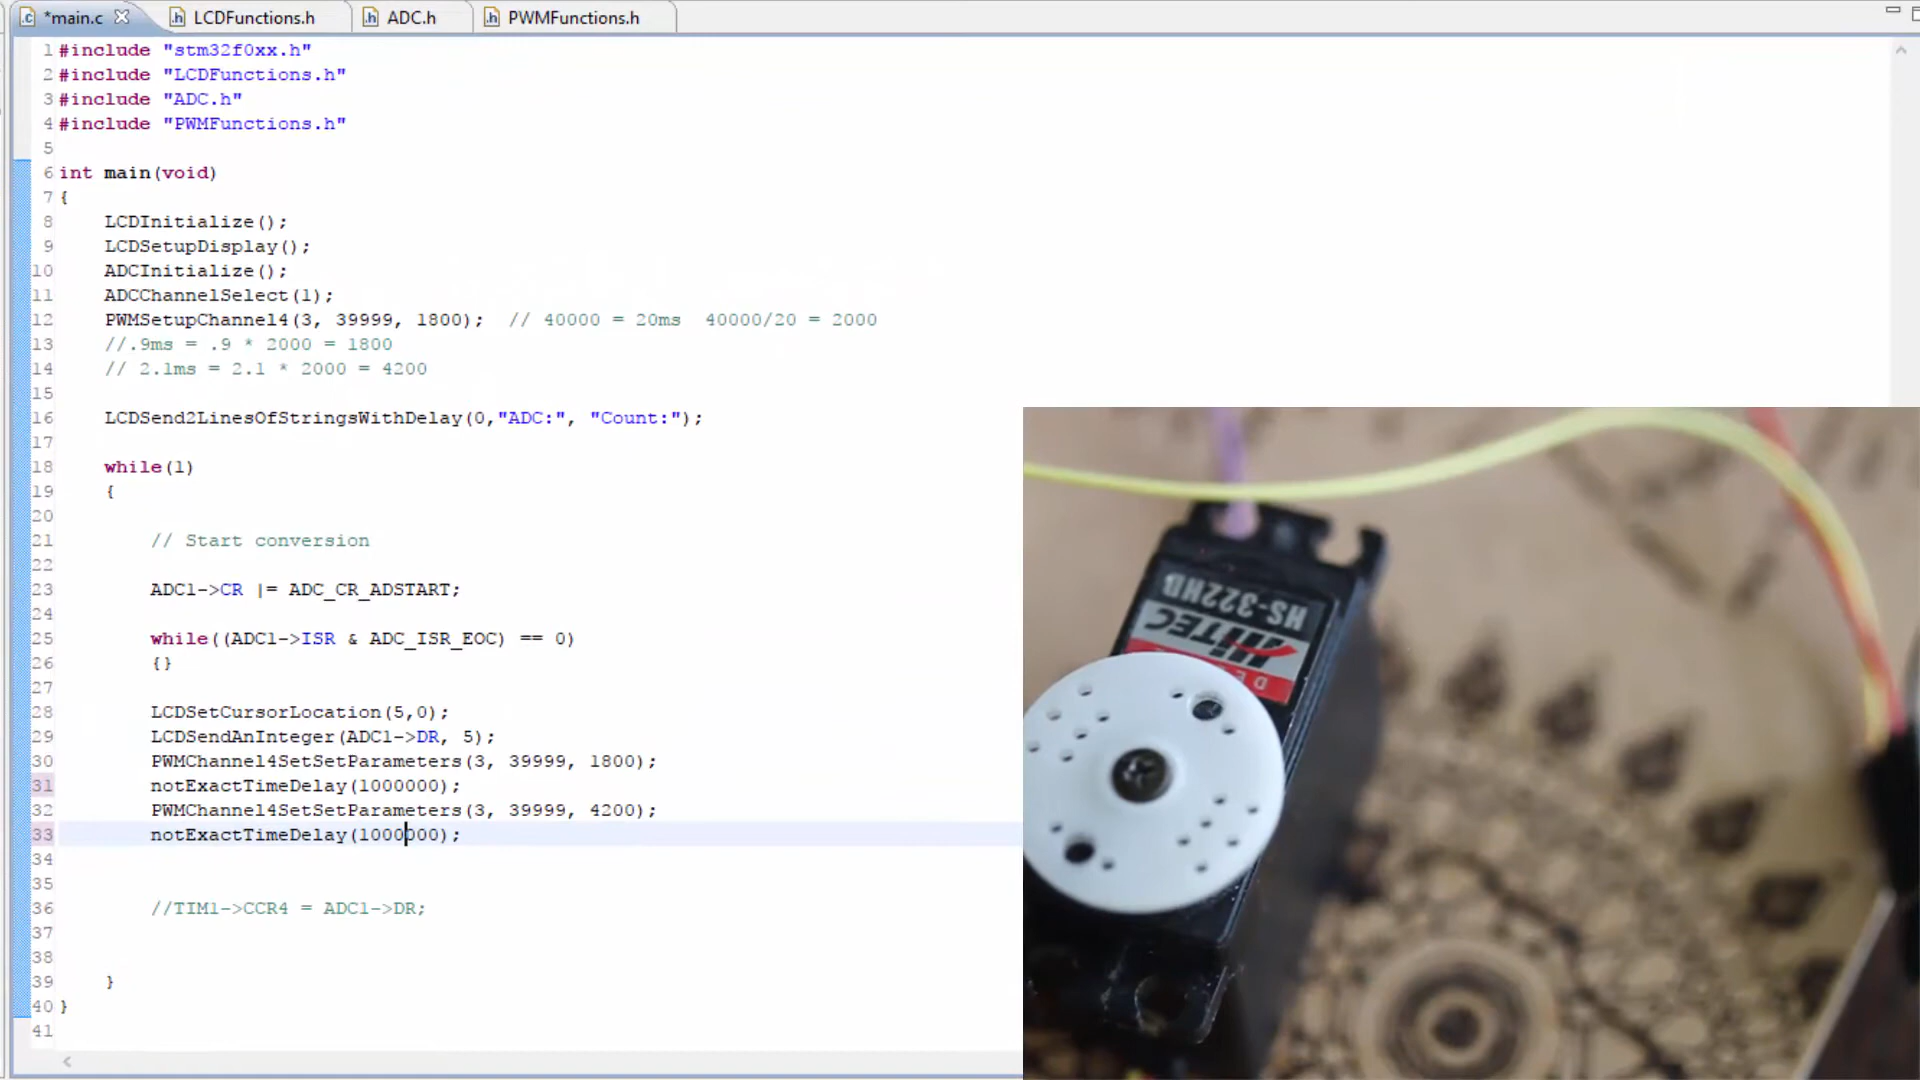 *main.c LCDFunctions.h ADC.h PWMFunctions.h
1 #include "stm32f0xx.h"
2 #include "LCDFunctions.h"
3 #include "ADC.h"
4 #include "PWMFunctions.h"
5
6 int main(void)
7 {
8 LCDInitialize();
9 LCDSetupDisplay();
10 ADCInitialize();
11 ADCChannelSelect(1);
12 PWMSetupChannel4(3, 39999, 1800); // 40000 = 20ms 40000/20 = 2000
13 //.9ms = .9 * 2000 = 1800
14 // 2.1ms = 2.1 * 2000 = 4200
15
16 LCDSend2LinesOfStringsWithDelay(0,"ADC:", "Count:");
17
18 while(1)
19 {
20
21 // Start conversion
22
23 ADC1->CR |= ADC_CR_ADSTART;
24
25 while((ADC1->ISR & ADC_ISR_EOC) == 0)
26 {}
27
28 LCDSetCursorLocation(5,0);
29 LCDSendAnInteger(ADC1->DR, 5);
30 PWMChannel4SetSetParameters(3, 39999, 1800);
31 notExactTimeDelay(1000000);
32 PWMChannel4SetSetParameters(3, 39999, 4200);
33 notExactTimeDelay(1000000);
34
35
36 //TIM1->CCR4 = ADC1->DR;
37
38
39 }
40 }
41
HS-322HD
HITEC